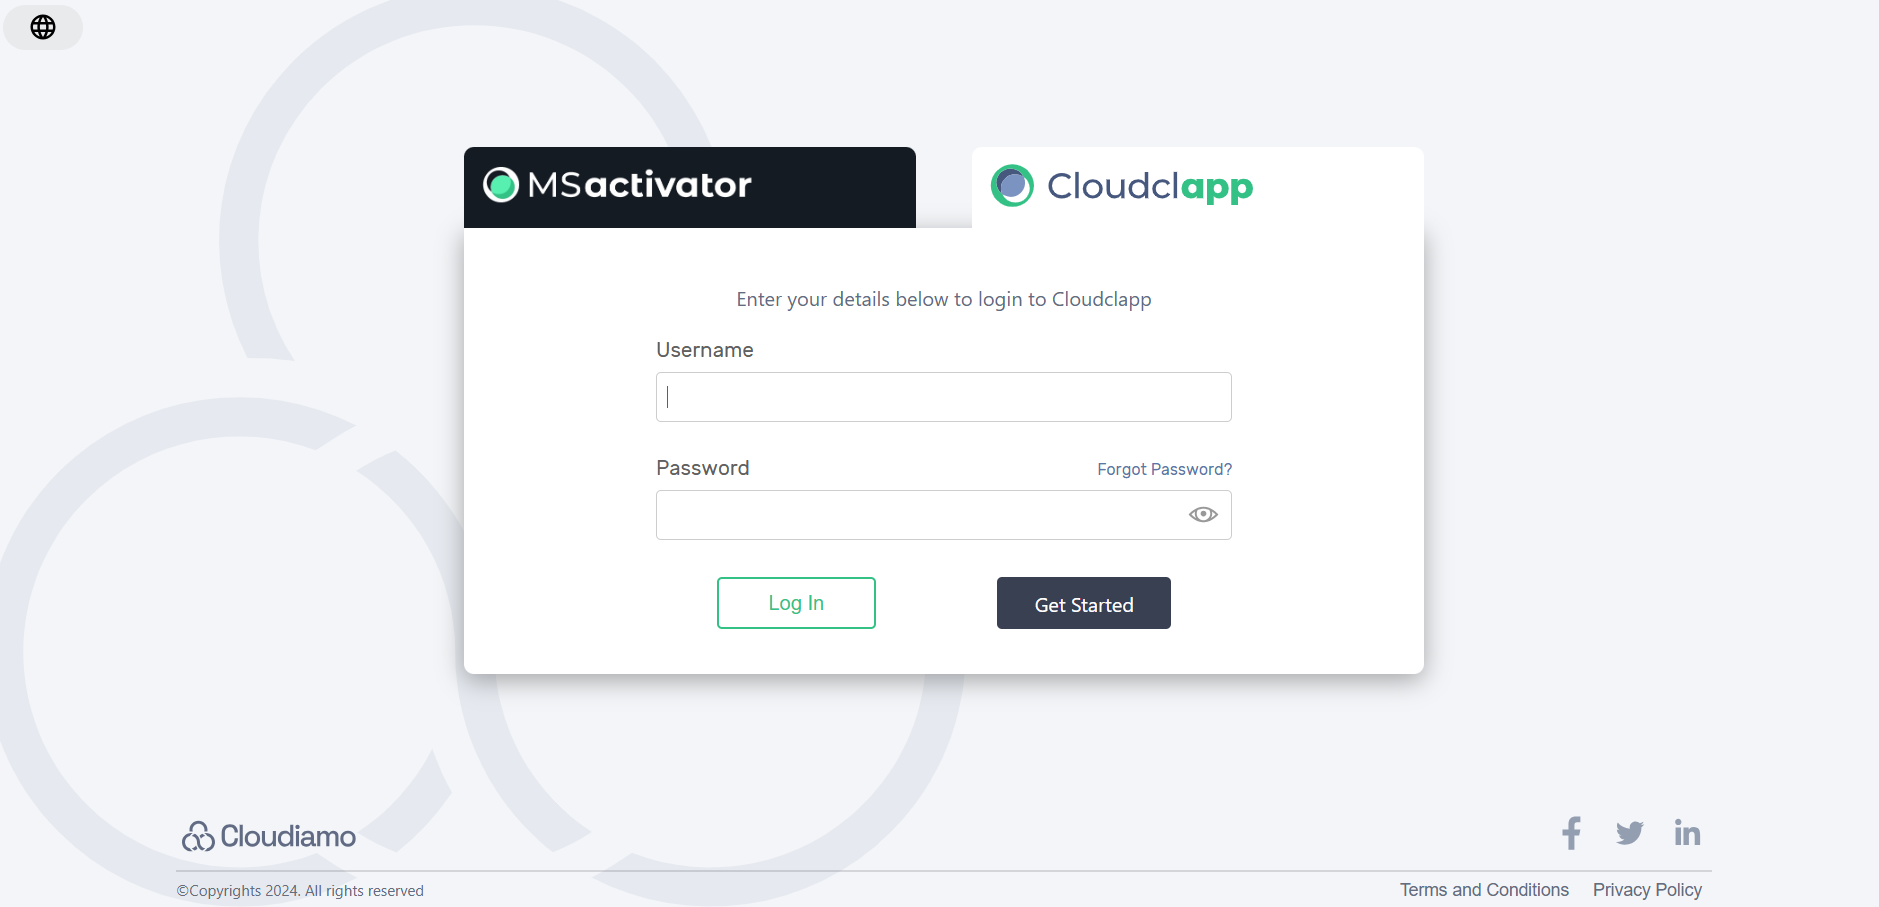 MSactivator
Cloudclapp
Enter your details below to login to Cloudclapp
Username
Password
Forgot Password?
Log In
Get Started
Cloudiamo
©Copyrights 2024. All rights reserved
Terms and Conditions
Privacy Policy